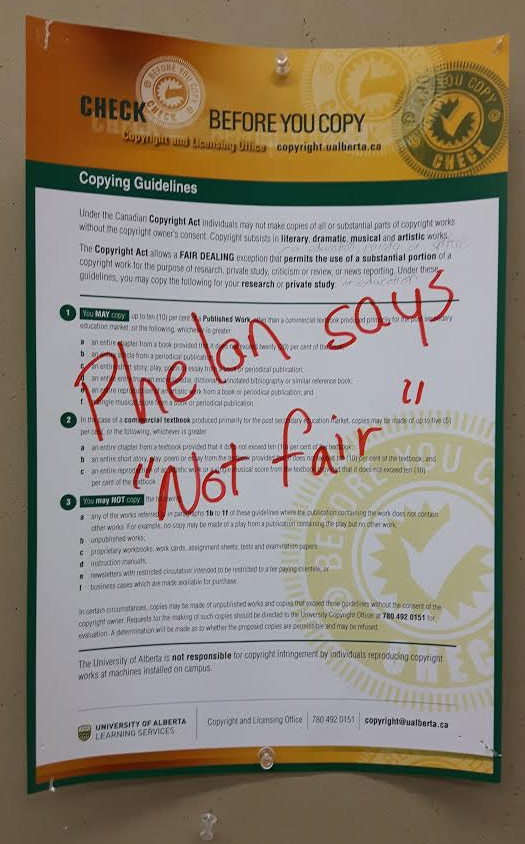 BEFORE YOU COPY
CHECK
CHECK BEFORE YOU COPY
Copyright and Licensing Office copyright.ualberta.ca
YOU COPY
CHECK
Copying Guidelines
Under the Canadian Copyright Act individuals may not make copies of all or substantial parts of copyright works
without the copyright owner's consent. Copyright subsists in literary, dramatic, musical and artistic works.
The Copyright Act allows a FAIR DEALING exception that permits the use of a substantial portion of a
copyright work for the purpose of research, private study, criticism or review, or news reporting. Under these
guidelines, you may copy the following for your research or private study: or education
Phelan says
"Not fair"
1 You MAY copy: up to ten (10) per cent of a Published Work other than a commercial textbook produced primarily for the post secondary
education market, or the following, whichever is greater:
a an entire chapter from a book provided that it does not exceed twenty (20) per cent of the book;
b an article from a periodical publication;
c an entire story, play, poem, essay from a book or periodical publication;
d an entire encyclopedia, dictionary, annotated bibliography or similar reference book;
e an entire reproduction of an artistic work from a book or periodical publication; and
f a single musical score from a book or periodical publication
2 In the case of a commercial textbook produced primarily for the post secondary education market, copies may be made of up to five (5)
per cent, or the following, whichever is greater:
a an entire chapter from a textbook provided that it does not exceed ten (10) per cent of the textbook;
b an entire short story, play, poem or essay from the textbook provided it does not exceed ten (10) per cent of the textbook; and
c an entire reproduction of an artistic work or a musical score from the textbook provided that it does not exceed ten (10)
per cent of the textbook
3 You may NOT copy: the
a any of the works referred in paragraphs 1b to 1f of these guidelines where the publication containing the work does not contain
other works. For example, no copy may be made of a play from a publication containing the play but no other work.
b unpublished works;
c proprietary workbooks, work cards, assignment sheets, tests and examination papers;
d instruction manuals;
e newsletters with restricted circulation intended to be restricted to a fee paying clientele; or
f business cases which are made available for purchase.
In certain circumstances, copies may be made of unpublished works and copies that exceed these guidelines without the consent of the
copyright owner. Requests for the making of such copies should be directed to the University Copyright Officer at 780 492 0151 for
evaluation. A determination will be made as to whether the proposed copies are permissible and may be refused.
The University of Alberta is not responsible for copyright infringement by individuals reproducing copyright
works at machines installed on campus.
BEFORE YOU COPY
CHECK
UNIVERSITY OF ALBERTA
LEARNING SERVICES
Copyright and Licensing Office 780 492 0151 copyright@ualberta.ca